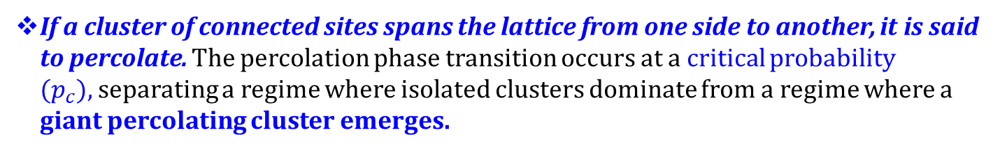 ❖If a cluster of connected sites spans the lattice from one side to another, it is said
to percolate. The percolation phase transition occurs at a critical probability
(p_c), separating a regime where isolated clusters dominate from a regime where a
giant percolating cluster emerges.